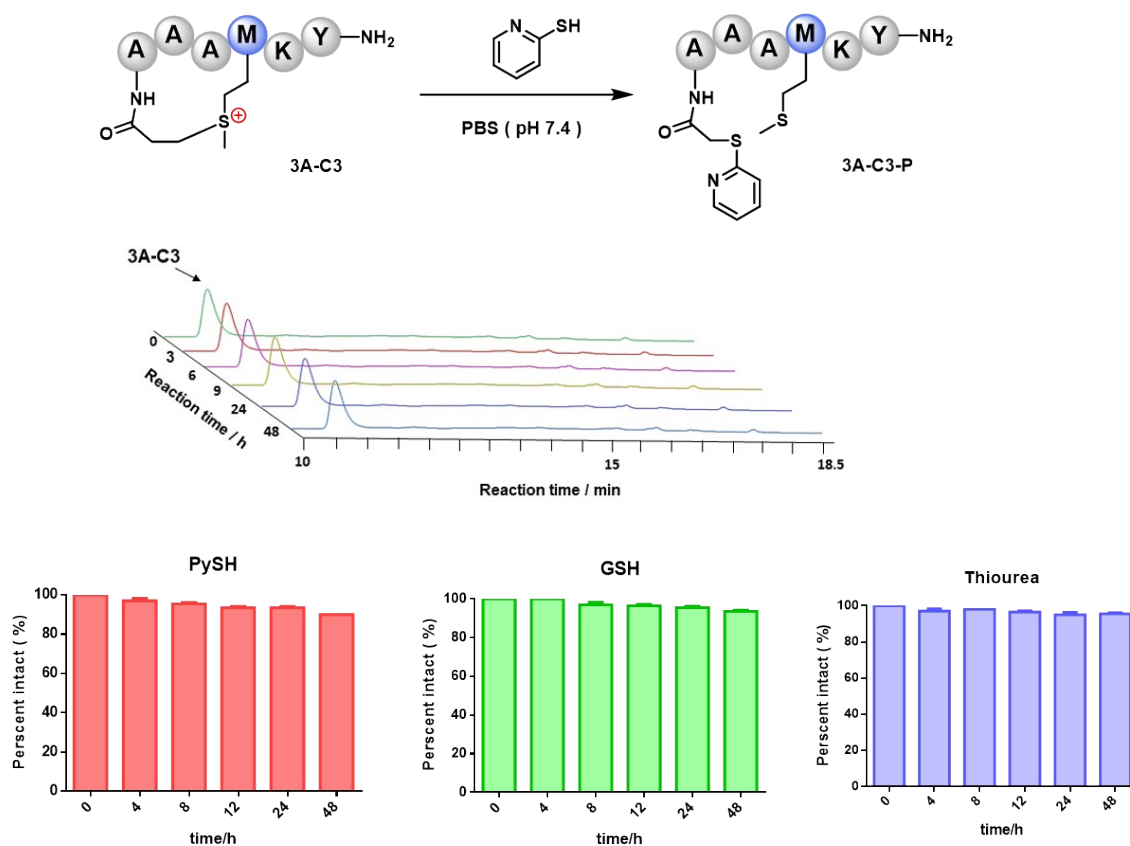 A A A M K Y NH2
NH
O
S
3A-C3
N SH
PBS ( pH 7.4 )
A A A M K Y NH2
NH
O
S
S
N
3A-C3-P
3A-C3
0
3
6
9
24
48
Reaction time / h
10 15 18.5
Reaction time / min
PySH
Perscent intact ( %)
100
80
60
40
20
0
0 4 8 12 24 48
time/h
GSH
Perscent intact ( %)
100
80
60
40
20
0
0 4 8 12 24 48
time/h
Thiourea
Perscent intact ( %)
100
80
60
40
20
0
0 4 8 12 24 48
time/h